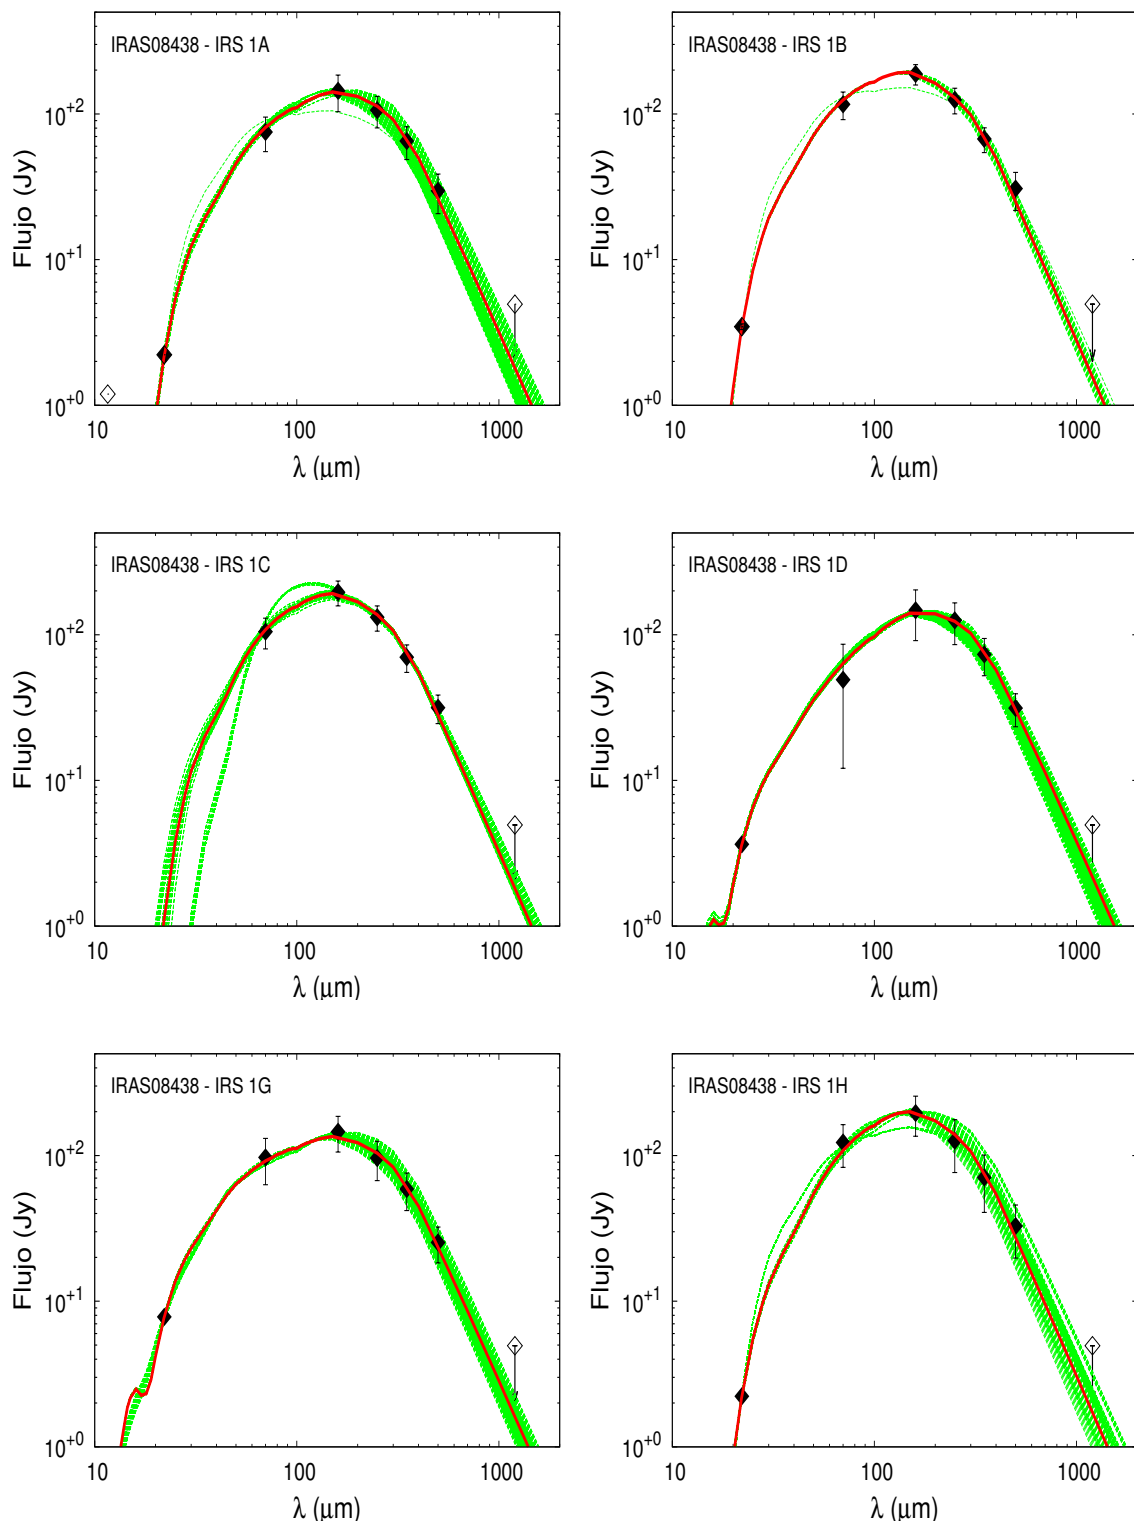 IRAS08438 - IRS 1A
Flujo (Jy)
10+2
10+1
10+0
10 100 1000
λ (μm)
IRAS08438 - IRS 1B
Flujo (Jy)
10+2
10+1
10+0
10 100 1000
λ (μm)
IRAS08438 - IRS 1C
Flujo (Jy)
10+2
10+1
10+0
10 100 1000
λ (μm)
IRAS08438 - IRS 1D
Flujo (Jy)
10+2
10+1
10+0
10 100 1000
λ (μm)
IRAS08438 - IRS 1G
Flujo (Jy)
10+2
10+1
10+0
10 100 1000
λ (μm)
IRAS08438 - IRS 1H
Flujo (Jy)
10+2
10+1
10+0
10 100 1000
λ (μm)